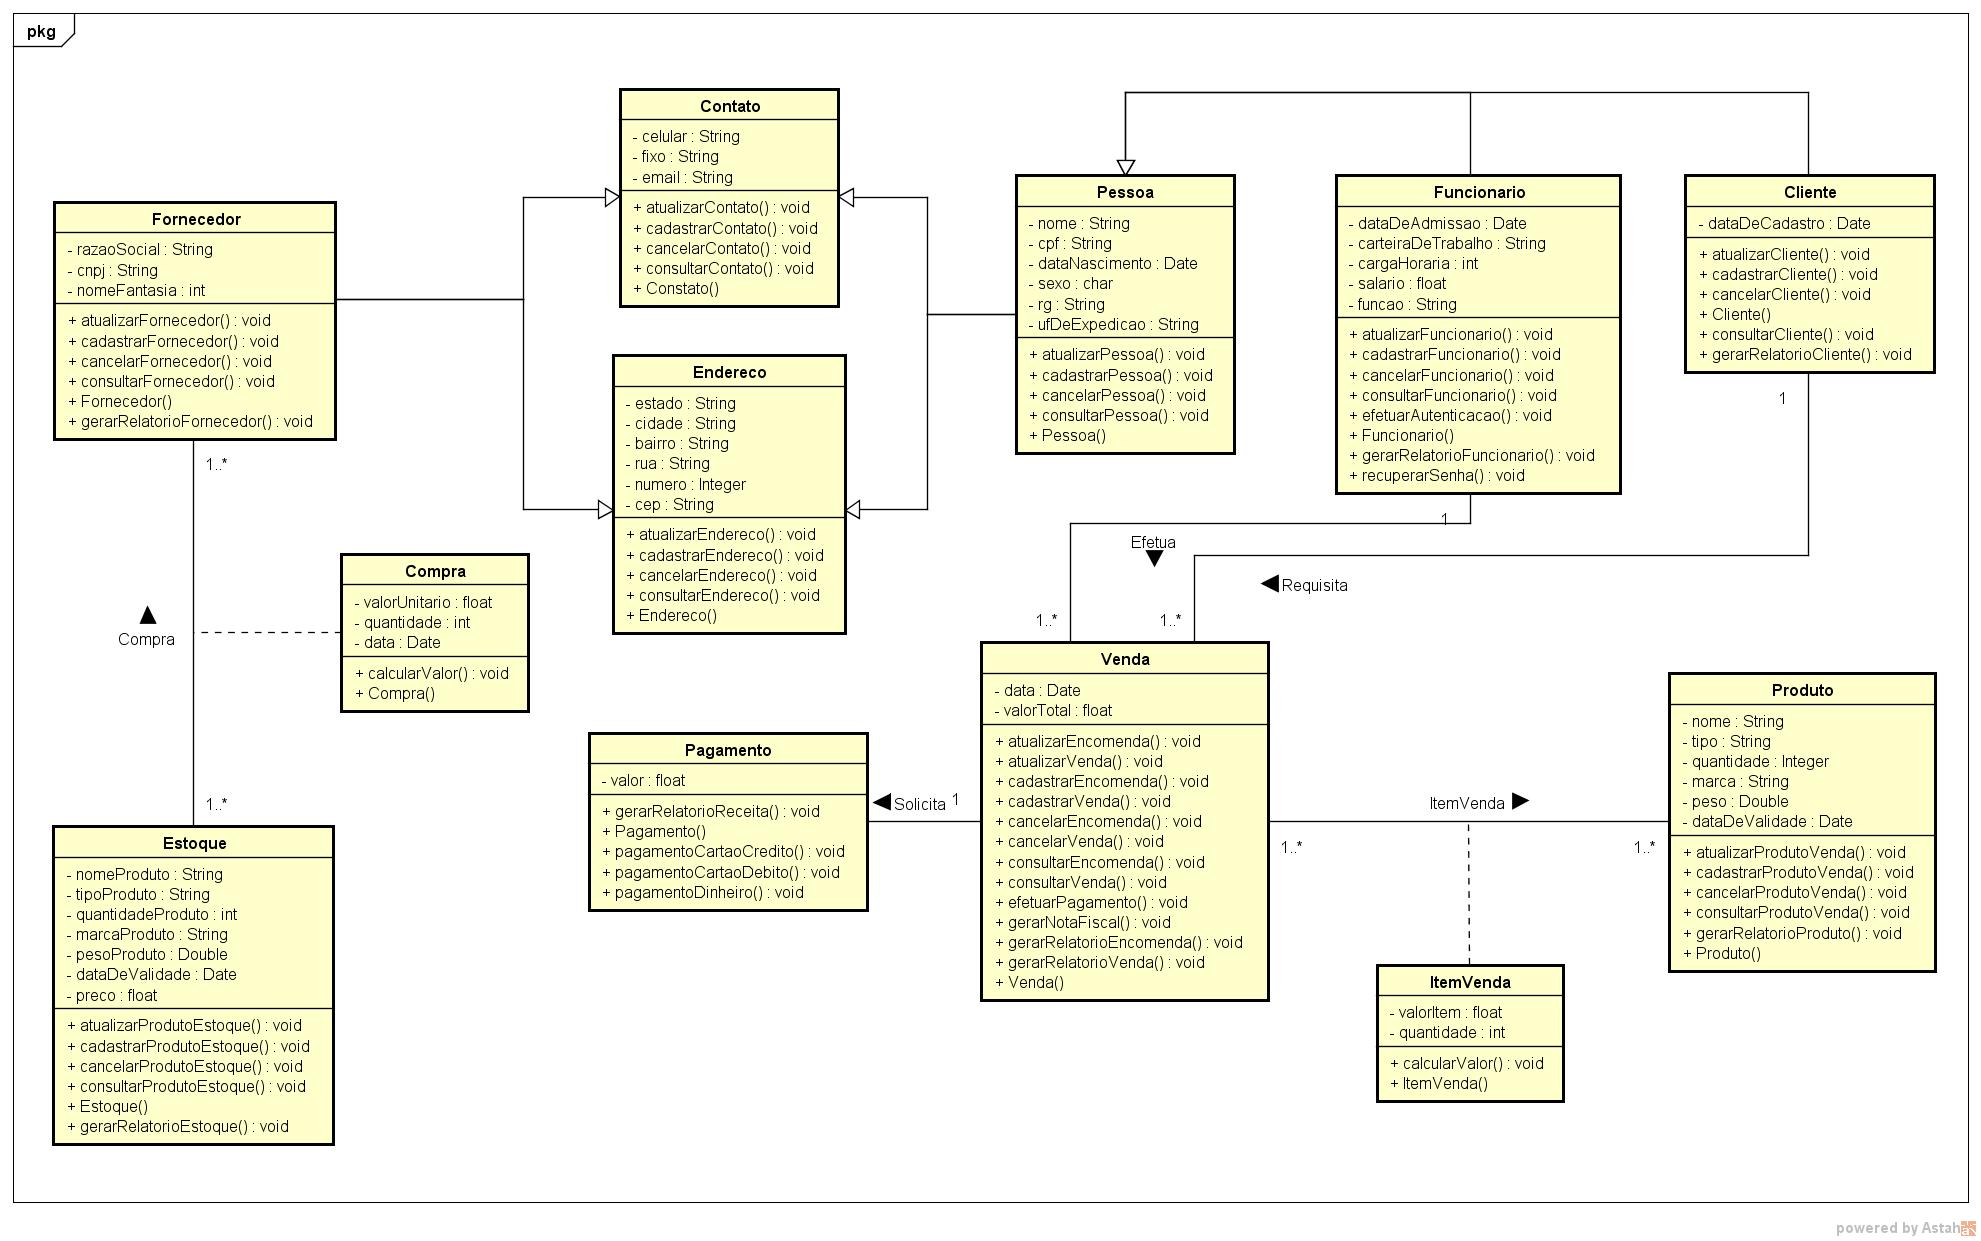 pkg
Contato
- celular : String
- fixo : String
- email : String
+ atualizarContato() : void
+ cadastrarContato() : void
+ cancelarContato() : void
+ consultarContato() : void
+ Constato()
Pessoa
- nome : String
- cpf : String
- dataNascimento : Date
- sexo : char
- rg : String
- ufDeExpedicao : String
+ atualizarPessoa() : void
+ cadastrarPessoa() : void
+ cancelarPessoa() : void
+ consultarPessoa() : void
+ Pessoa()
Funcionario
- dataDeAdmissao : Date
- carteiraDeTrabalho : String
- cargaHoraria : int
- salario : float
- funcao : String
+ atualizarFuncionario() : void
+ cadastrarFuncionario() : void
+ cancelarFuncionario() : void
+ consultarFuncionario() : void
+ efetuarAutenticacao() : void
+ Funcionario()
+ gerarRelatorioFuncionario() : void
+ recuperarSenha() : void
Cliente
- dataDeCadastro : Date
+ atualizarCliente() : void
+ cadastrarCliente() : void
+ cancelarCliente() : void
+ Cliente()
+ consultarCliente() : void
+ gerarRelatorioCliente() : void
Fornecedor
- razaoSocial : String
- cnpj : String
- nomeFantasia : int
+ atualizarFornecedor() : void
+ cadastrarFornecedor() : void
+ cancelarFornecedor() : void
+ consultarFornecedor() : void
+ Fornecedor()
+ gerarRelatorioFornecedor() : void
Endereco
- estado : String
- cidade : String
- bairro : String
- rua : String
- numero : Integer
- cep : String
+ atualizarEndereco() : void
+ cadastrarEndereco() : void
+ cancelarEndereco() : void
+ consultarEndereco() : void
+ Endereco()
1
1..*
1
Efetua
Requisita
1..*
1..*
Compra
- valorUnitario : float
- quantidade : int
- data : Date
+ calcularValor() : void
+ Compra()
Compra
1..*
Venda
- data : Date
- valorTotal : float
+ atualizarEncomenda() : void
+ atualizarVenda() : void
+ cadastrarEncomenda() : void
+ cadastrarVenda() : void
+ cancelarEncomenda() : void
+ cancelarVenda() : void
+ consultarEncomenda() : void
+ consultarVenda() : void
+ efetuarPagamento() : void
+ gerarNotaFiscal() : void
+ gerarRelatorioEncomenda() : void
+ gerarRelatorioVenda() : void
+ Venda()
Produto
- nome : String
- tipo : String
- quantidade : Integer
- marca : String
- peso : Double
- dataDeValidade : Date
+ atualizarProdutoVenda() : void
+ cadastrarProdutoVenda() : void
+ cancelarProdutoVenda() : void
+ consultarProdutoVenda() : void
+ gerarRelatorioProduto() : void
+ Produto()
Pagamento
- valor : float
+ gerarRelatorioReceita() : void
+ Pagamento()
+ pagamentoCartaoCredito() : void
+ pagamentoCartaoDebito() : void
+ pagamentoDinheiro() : void
Solicita 1
ItemVenda
1..*
1..*
Estoque
- nomeProduto : String
- tipoProduto : String
- quantidadeProduto : int
- marcaProduto : String
- pesoProduto : Double
- dataDeValidade : Date
- preco : float
+ atualizarProdutoEstoque() : void
+ cadastrarProdutoEstoque() : void
+ cancelarProdutoEstoque() : void
+ consultarProdutoEstoque() : void
+ Estoque()
+ gerarRelatorioEstoque() : void
ItemVenda
- valorItem : float
- quantidade : int
+ calcularValor() : void
+ ItemVenda()
powered by Astah